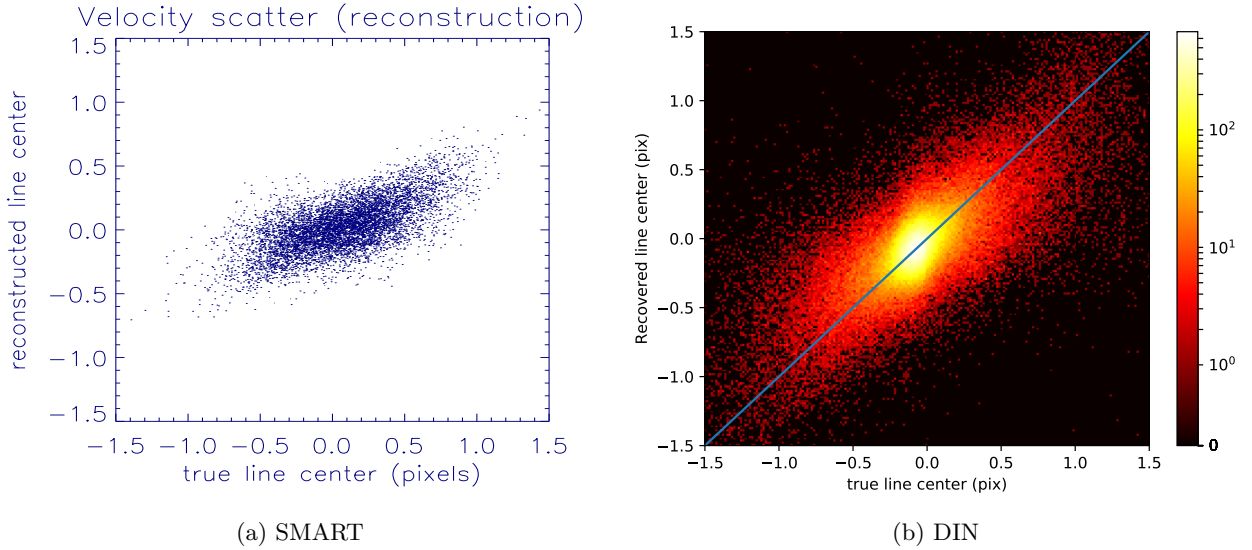 Velocity scatter (reconstruction)
reconstructed line center
1.5
1.0
0.5
0.0
−0.5
−1.0
−1.5
−1.5 −1.0 −0.5 0.0 0.5 1.0 1.5
true line center (pixels)
(a) SMART
Recovered line center (pix)
1.5
1.0
0.5
0.0
−0.5
−1.0
−1.5
−1.5 −1.0 −0.5 0.0 0.5 1.0 1.5
true line center (pix)
10²
10¹
10⁰
0
(b) DIN